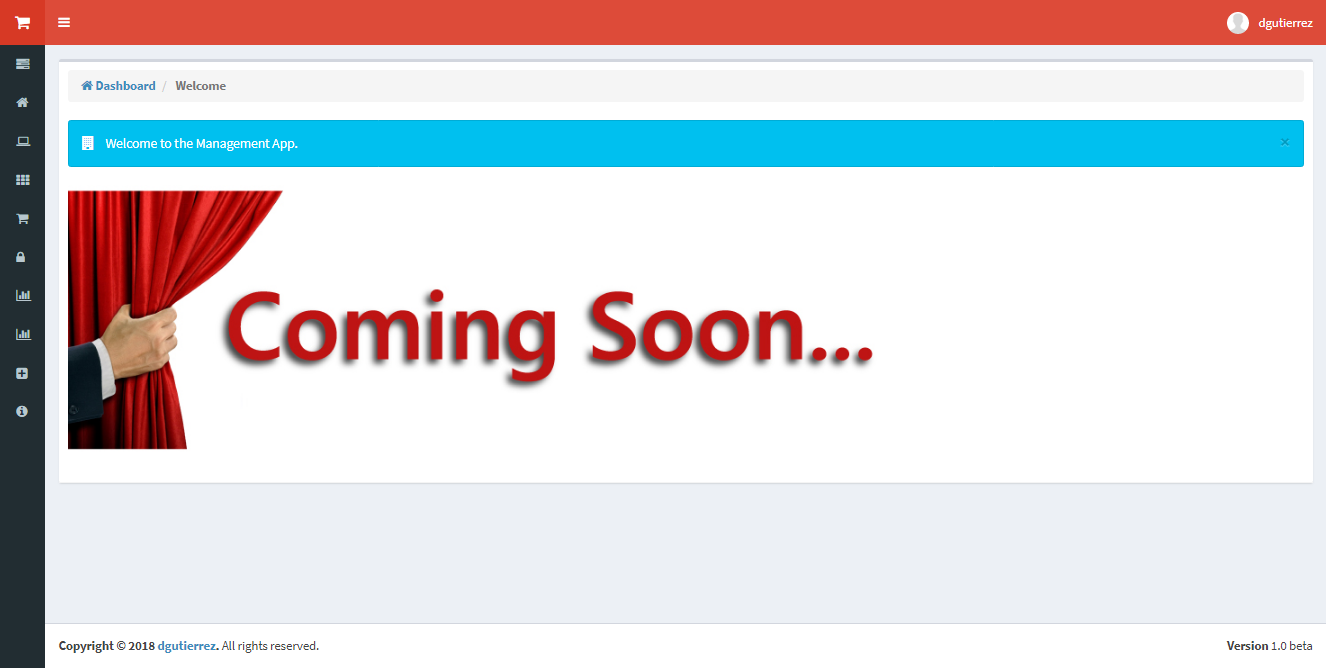 dgutierrez
Dashboard / Welcome
Welcome to the Management App. ×
Coming Soon...
Copyright © 2018 dgutierrez. All rights reserved.
Version 1.0 beta